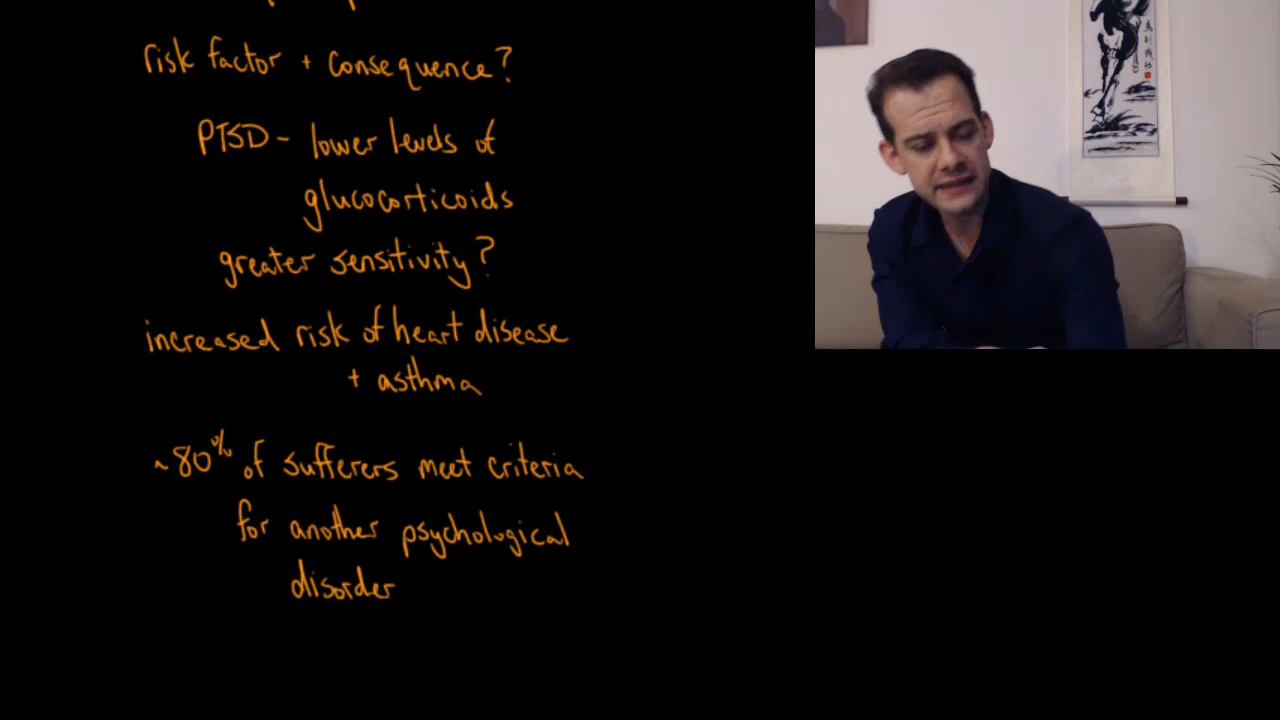 risk factor + consequence?
PTSD - lower levels of
glucocorticoids
greater sensitivity?
increased risk of heart disease
+ asthma
~80% of sufferers meet criteria
for another psychological
disorder